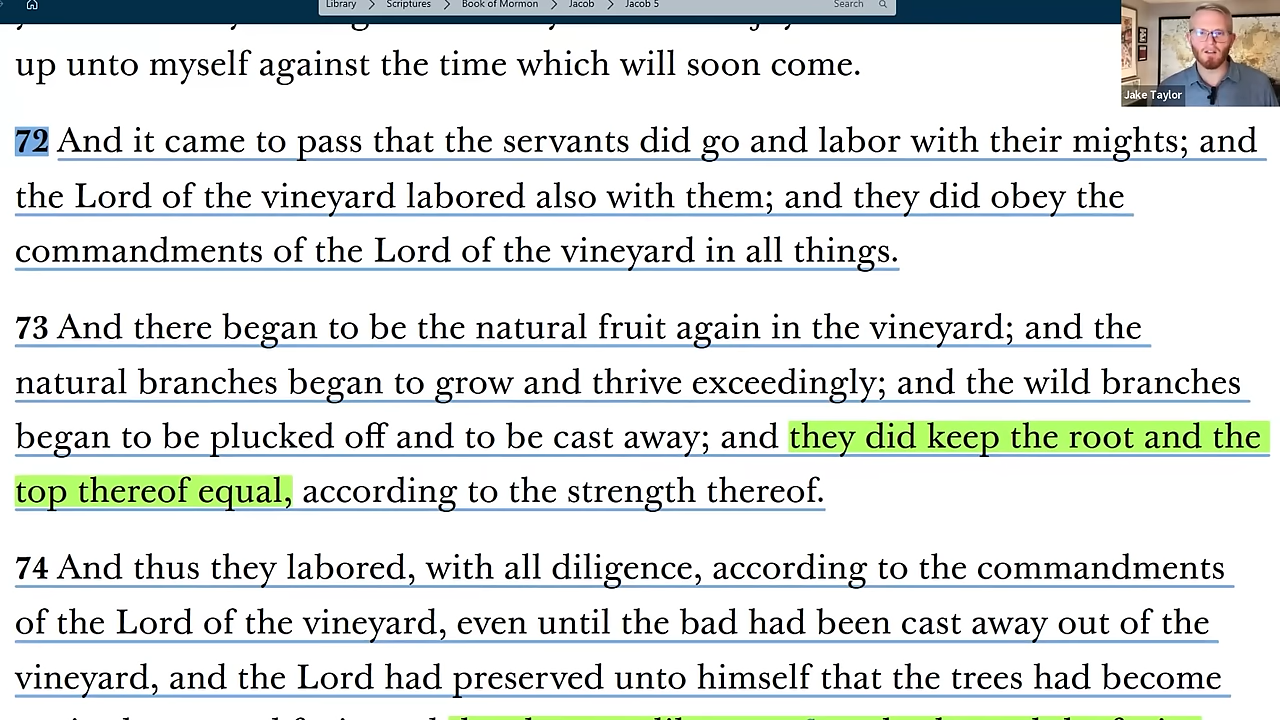 Library > Scriptures > Book of Mormon > Jacob > Jacob 5
Search
Jake Taylor
up unto myself against the time which will soon come.
72 And it came to pass that the servants did go and labor with their mights; and
the Lord of the vineyard labored also with them; and they did obey the
commandments of the Lord of the vineyard in all things.
73 And there began to be the natural fruit again in the vineyard; and the
natural branches began to grow and thrive exceedingly; and the wild branches
began to be plucked off and to be cast away; and they did keep the root and the
top thereof equal, according to the strength thereof.
74 And thus they labored, with all diligence, according to the commandments
of the Lord of the vineyard, even until the bad had been cast away out of the
vineyard, and the Lord had preserved unto himself that the trees had become